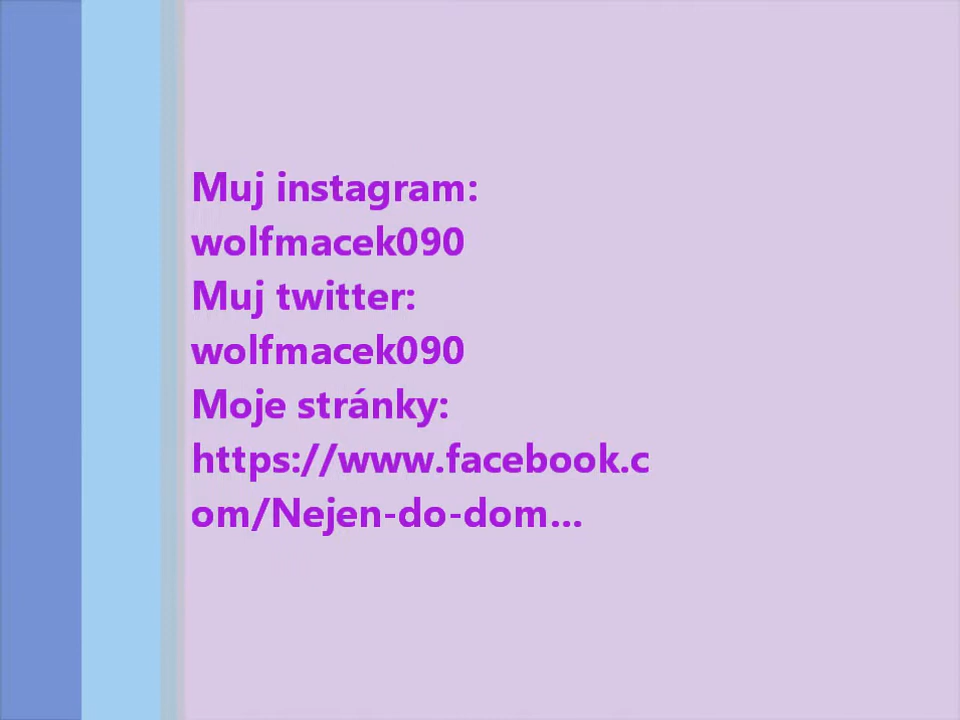 Muj instagram:
wolfmacek090
Muj twitter:
wolfmacek090
Moje stránky:
https://www.facebook.c
om/Nejen-do-dom...